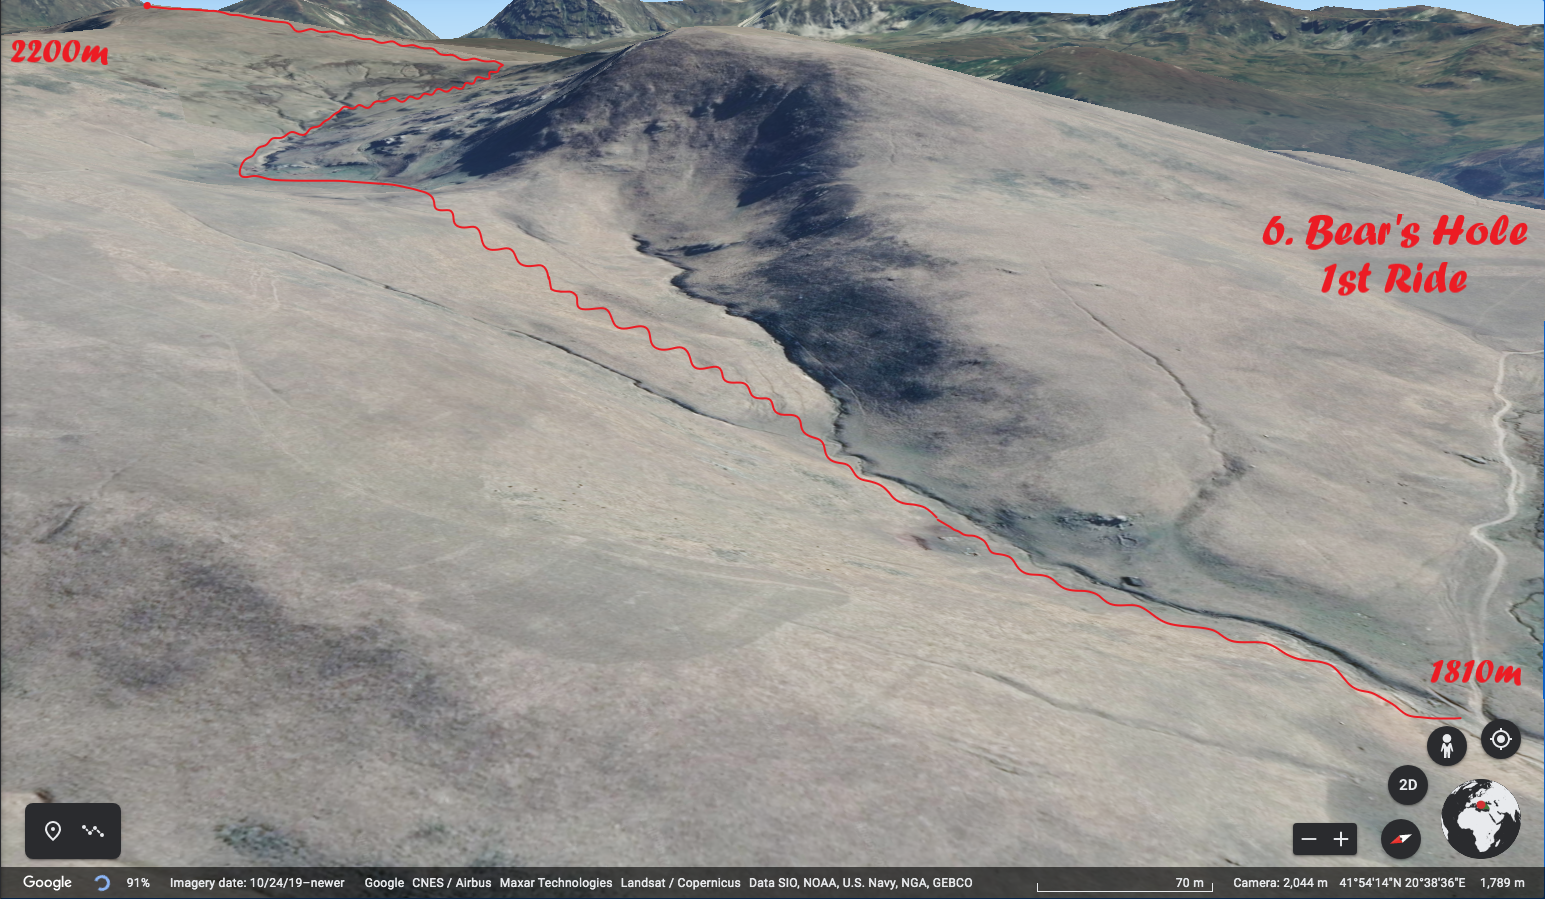 2200m
6. Bear's Hole
1st Ride
1810m
2D
Google 91% Imagery date: 10/24/19–newer Google CNES / Airbus Maxar Technologies Landsat / Copernicus Data SIO, NOAA, U.S. Navy, NGA, GEBCO 70 m Camera: 2,044 m 41°54'14"N 20°38'36"E 1,789 m